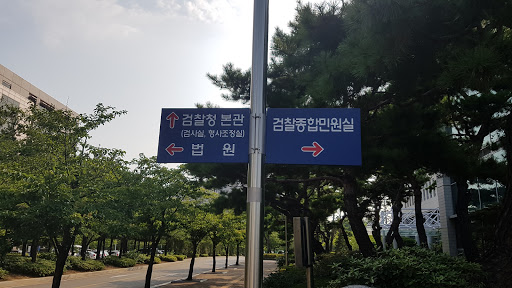 검찰청 본관
(검사실, 형사조정실)
법원
검찰종합민원실